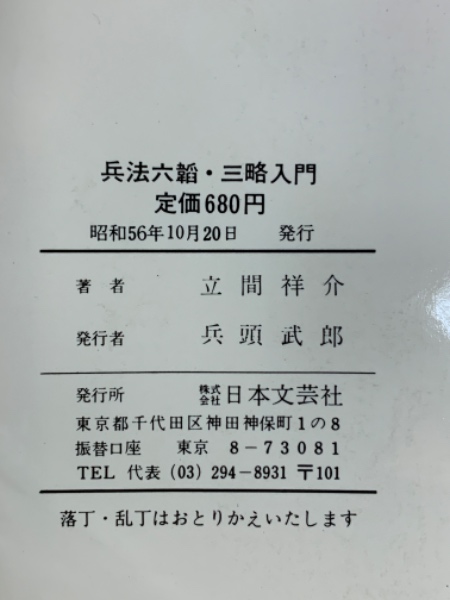 兵法六韜・三略入門
定価680円
昭和56年10月20日 発行
著者 立間祥介
発行者 兵頭武郎
発行所 株式会社日本文芸社
東京都千代田区神田神保町1の8
振替口座 東京 8-73081
TEL 代表(03)294-8931 〒101
落丁・乱丁はおとりかえいたします